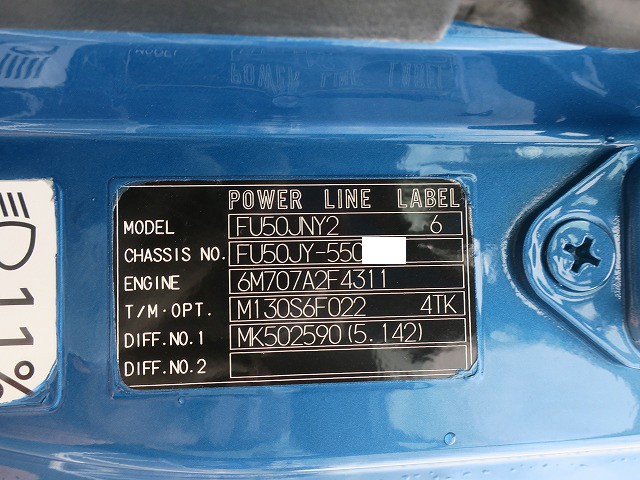 POWER LINE LABEL
MODEL FU50JNY2 6
CHASSIS NO. FU50JY-550
ENGINE 6M707A2F4311
T/M·OPT. M130S6F022 4TK
DIFF.NO.1 MK502590(5.142)
DIFF.NO.2
11%